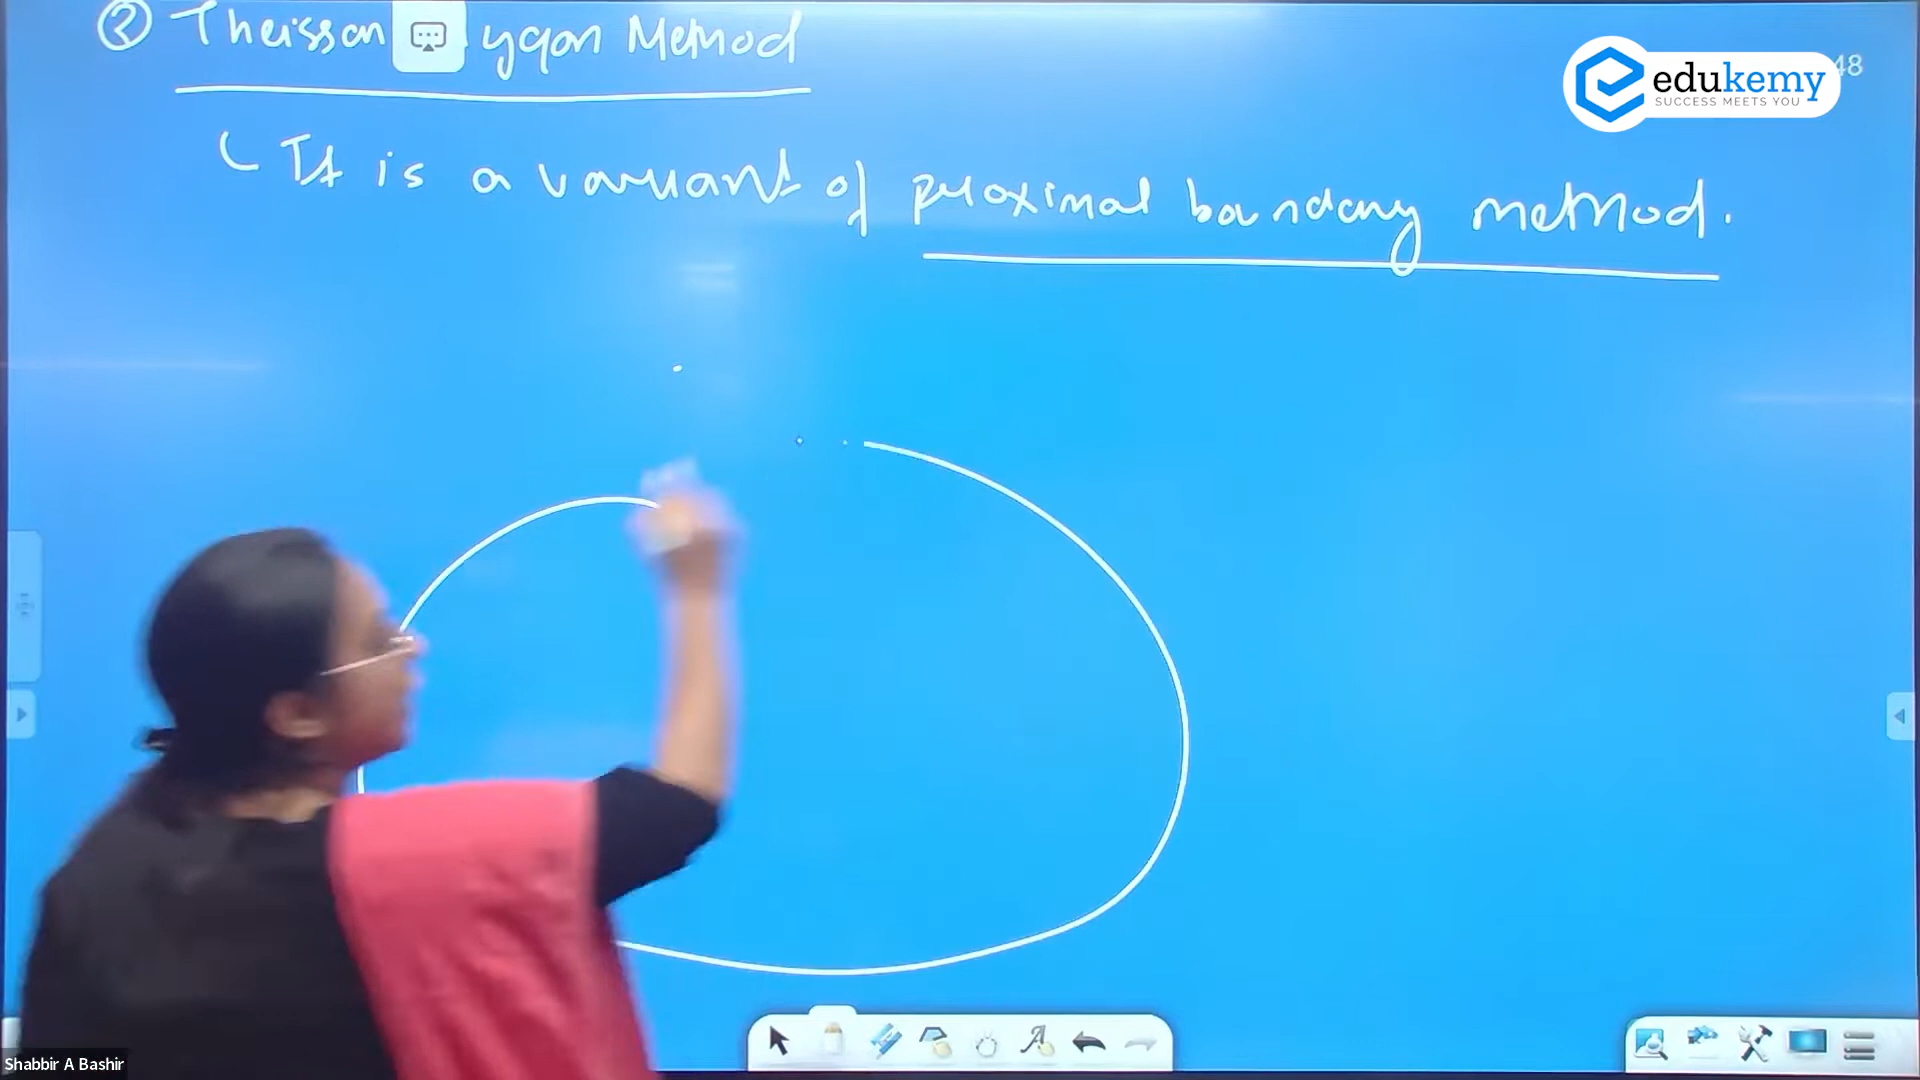 ② Theisson ygon Method
edukemy
SUCCESS MEETS YOU
48
It is a variant of proximal boundary method.
Shabbir A Bashir